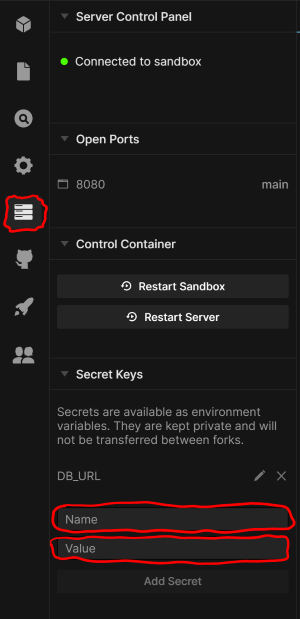 Server Control Panel
Connected to sandbox
Open Ports
8080 main
Control Container
Restart Sandbox
Restart Server
Secret Keys
Secrets are available as environment
variables. They are kept private and will
not be transferred between forks.
DB_URL
Name
Value
Add Secret